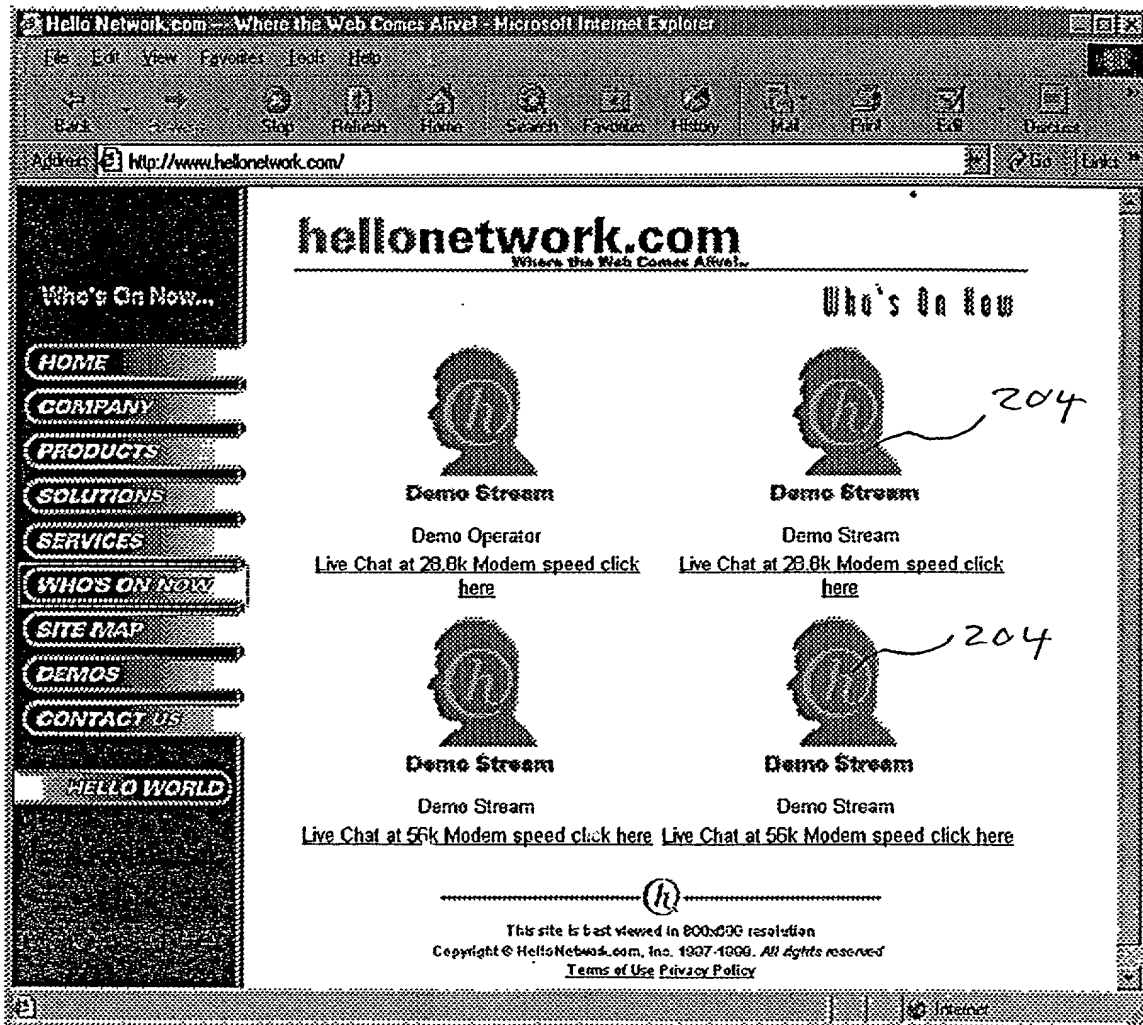 Hello Network.com -- Where the Web Comes Alive! - Microsoft Internet Explorer
File Edit View Favorites Tools Help
Back Stop Refresh Home Search Favorites History Mail Print Edit Discuss
Address http://www.hellonetwork.com/ Go Links
hellonetwork.com
Where the Web Comes Alive!
Who's On Now...
Who's On Now
HOME
COMPANY
PRODUCTS
SOLUTIONS
SERVICES
WHO'S ON NOW
SITE MAP
DEMOS
CONTACT US
HELLO WORLD
204
Demo Stream
Demo Stream
Demo Operator
Demo Stream
Live Chat at 28.8k Modem speed click
here
Live Chat at 28.8k Modem speed click
here
204
Demo Stream
Demo Stream
Demo Stream
Demo Stream
Live Chat at 56k Modem speed click here
Live Chat at 56k Modem speed click here
This site is best viewed in 800x600 resolution
Copyright © HelloNetwork.com, Inc. All rights reserved
Terms of Use Privacy Policy
Internet